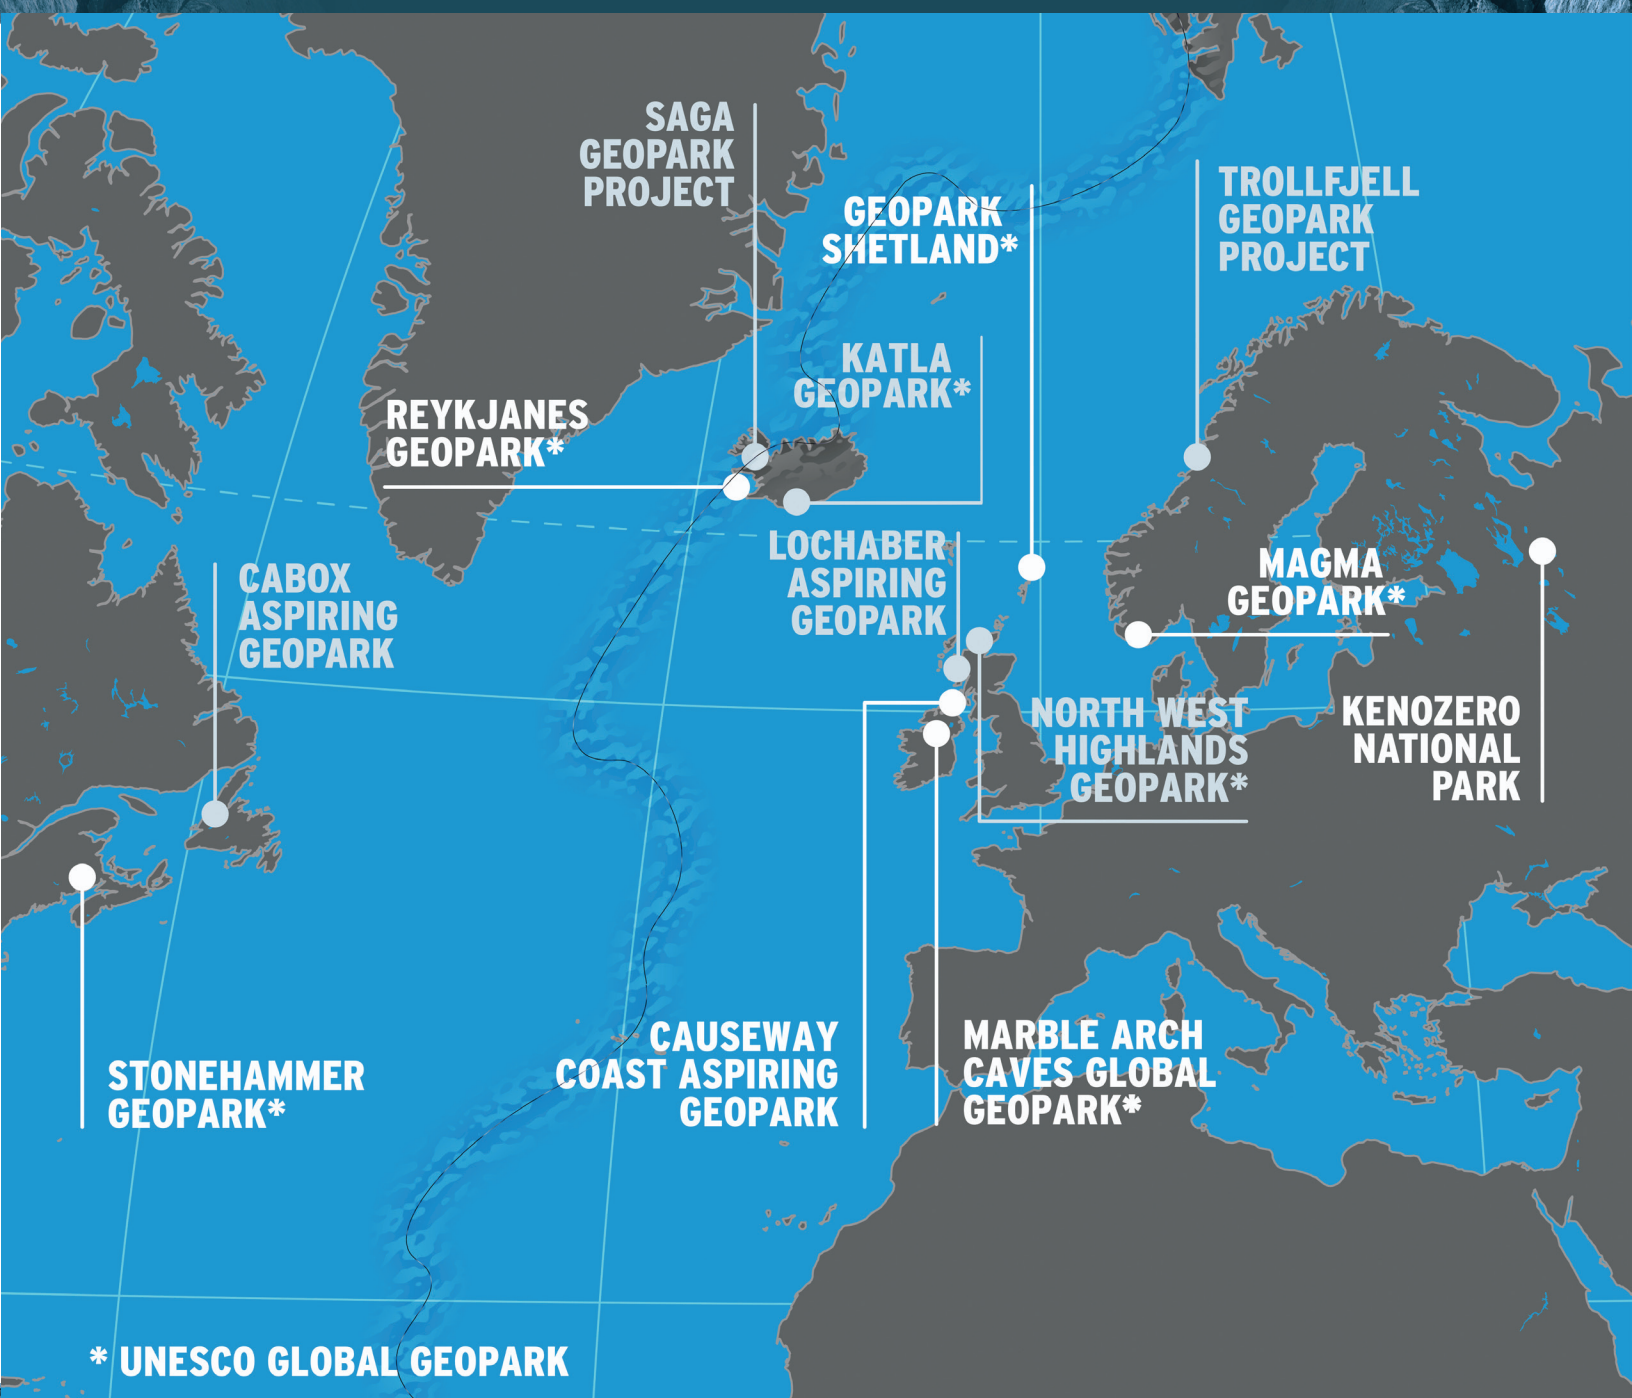 SAGA
GEOPARK
PROJECT
GEOPARK
SHETLAND*
TROLLFJELL
GEOPARK
PROJECT
KATLA
GEOPARK*
REYKJANES
GEOPARK*
LOCHABER
ASPIRING
GEOPARK
MAGMA
GEOPARK*
CABOX
ASPIRING
GEOPARK
NORTH WEST
HIGHLANDS
GEOPARK*
KENOZERO
NATIONAL
PARK
STONEHAMMER
GEOPARK*
CAUSEWAY
COAST ASPIRING
GEOPARK
MARBLE ARCH
CAVES GLOBAL
GEOPARK*
* UNESCO GLOBAL GEOPARK